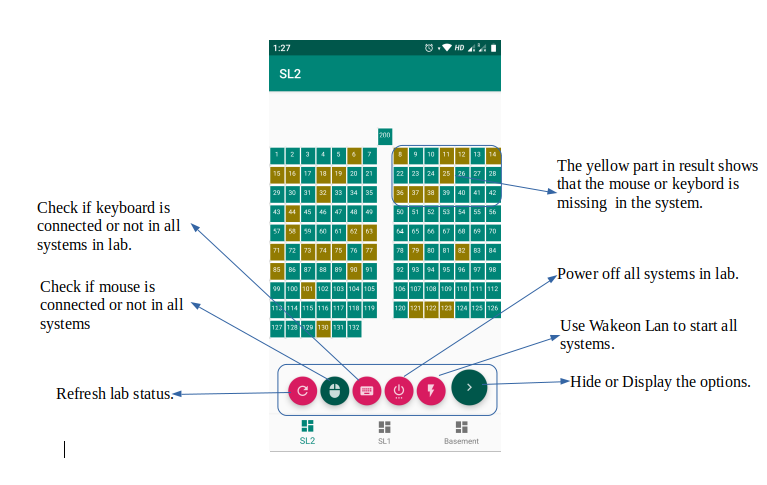 1:27 HD
SL2
200
1 2 3 4 5 6 7 8 9 10 11 12 13 14
15 16 17 18 19 20 21 22 23 24 25 26 27 28
29 30 31 32 33 34 35 36 37 38 39 40 41 42
43 44 45 46 47 48 49 50 51 52 53 54 55 56
57 58 59 60 61 62 63 64 65 66 67 68 69 70
71 72 73 74 75 76 77 78 79 80 81 82 83 84
85 86 87 88 89 90 91 92 93 94 95 96 97 98
99 100 101 102 103 104 105 106 107 108 109 110 111 112
113 114 115 116 117 118 119 120 121 122 123 124 125 126
127 128 129 130 131 132
The yellow part in result shows
that the mouse or keybord is
missing in the system.
Check if keyboard is
connected or not in all
systems in lab.
Check if mouse is
connected or not in all
systems
Power off all systems in lab.
Use Wakeon Lan to start all
systems.
Refresh lab status.
Hide or Display the options.
SL2 SL1 Basement